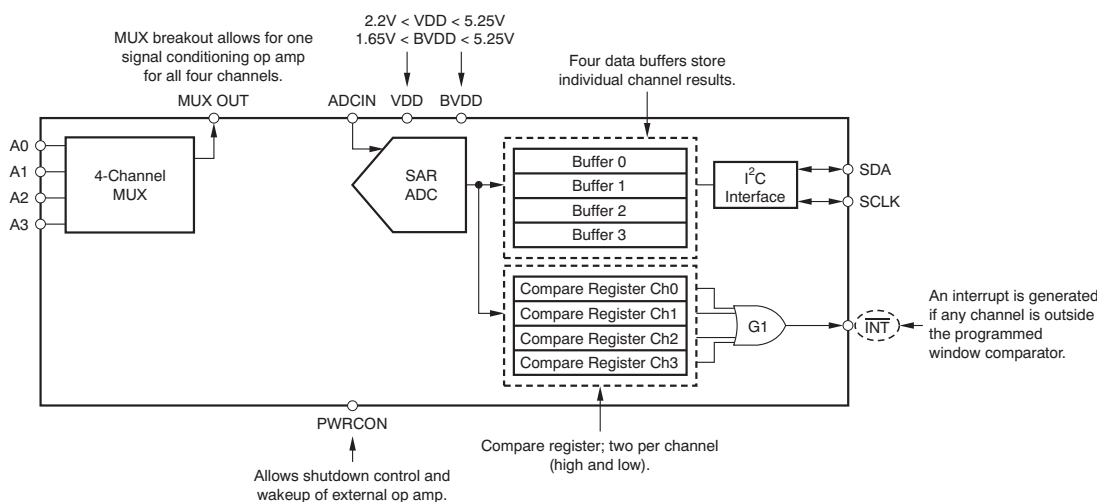 2.2V < VDD < 5.25V
1.65V < BVDD < 5.25V
MUX breakout allows for one
signal conditioning op amp
for all four channels.
Four data buffers store
individual channel results.
MUX OUT
ADCIN
VDD
BVDD
A0
A1
A2
A3
4-Channel
MUX
SAR
ADC
Buffer 0
Buffer 1
Buffer 2
Buffer 3
I²C
Interface
SDA
SCLK
Compare Register Ch0
Compare Register Ch1
Compare Register Ch2
Compare Register Ch3
G1
INT
An interrupt is generated
if any channel is outside
the programmed
window comparator.
PWRCON
Allows shutdown control and
wakeup of external op amp.
Compare register; two per channel
(high and low).